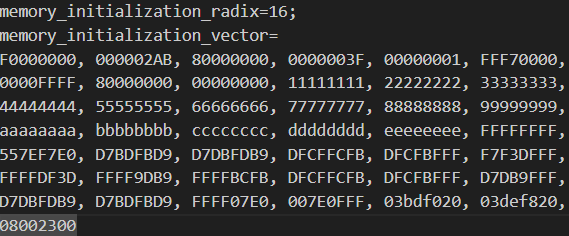 memory_initialization_radix=16;
memory_initialization_vector=
F0000000, 000002AB, 80000000, 0000003F, 00000001, FFF70000,
0000FFFF, 80000000, 00000000, 11111111, 22222222, 33333333,
44444444, 55555555, 66666666, 77777777, 88888888, 99999999,
aaaaaaaa, bbbbbbbb, cccccccc, dddddddd, eeeeeeee, FFFFFFFF,
557EF7E0, D7BDFBD9, D7DBFDB9, DFCFFCFB, DFCFBFFF, F7F3DFFF,
FFFFDF3D, FFFF9DB9, FFFFBCFB, DFCFFCFB, DFCFBFFF, D7DB9FFF,
D7DBFDB9, D7BDFBD9, FFFF07E0, 007E0FFF, 03bdf020, 03def820,
08002300